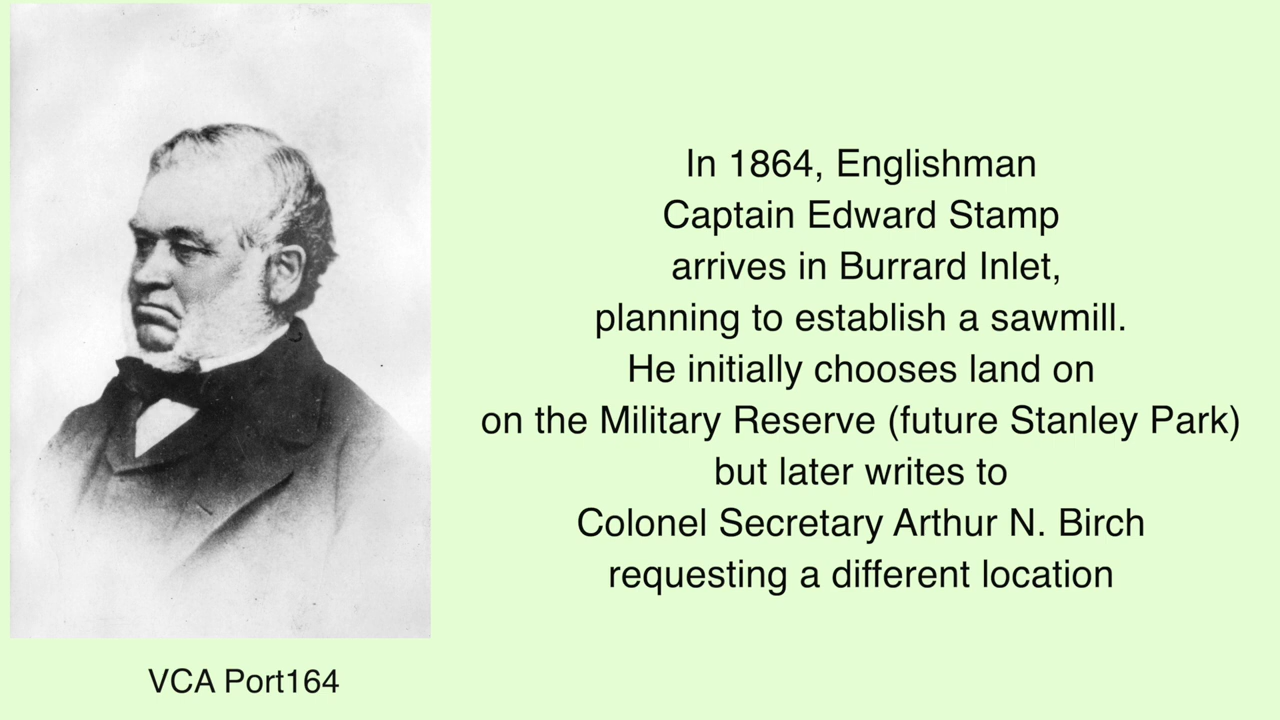 In 1864, Englishman
Captain Edward Stamp
arrives in Burrard Inlet,
planning to establish a sawmill.
He initially chooses land on
on the Military Reserve (future Stanley Park)
but later writes to
Colonel Secretary Arthur N. Birch
requesting a different location
VCA Port164